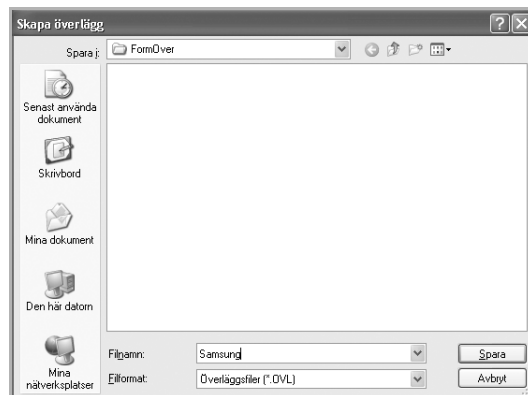 Skapa överlägg
Spara j:
FormOver
Senast använda
dokument
Skrivbord
Mina dokument
Den här datorn
Mina
nätverksplatser
Filnamn:
Samsung
Spara
Filformat:
Överläggsfiler (*.OVL)
Avbryt